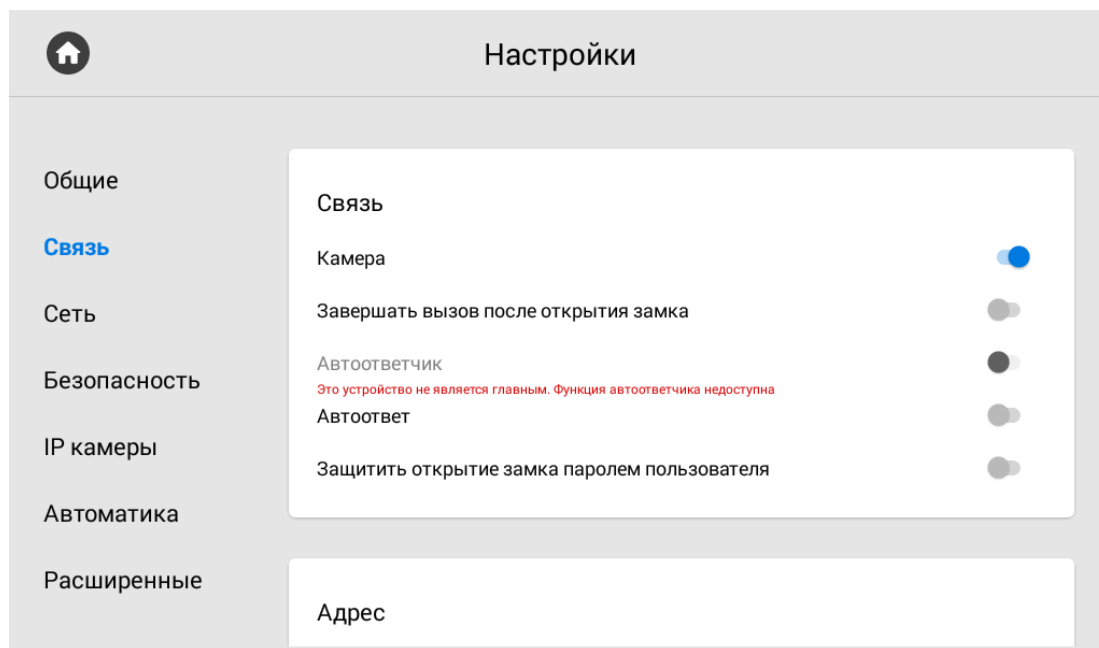 Настройки
Общие
Связь
Сеть
Безопасность
IP камеры
Автоматика
Расширенные
Связь
Камера
Завершать вызов после открытия замка
Автоответчик
Это устройство не является главным. Функция автоответчика недоступна
Автоответ
Защитить открытие замка паролем пользователя
Адрес